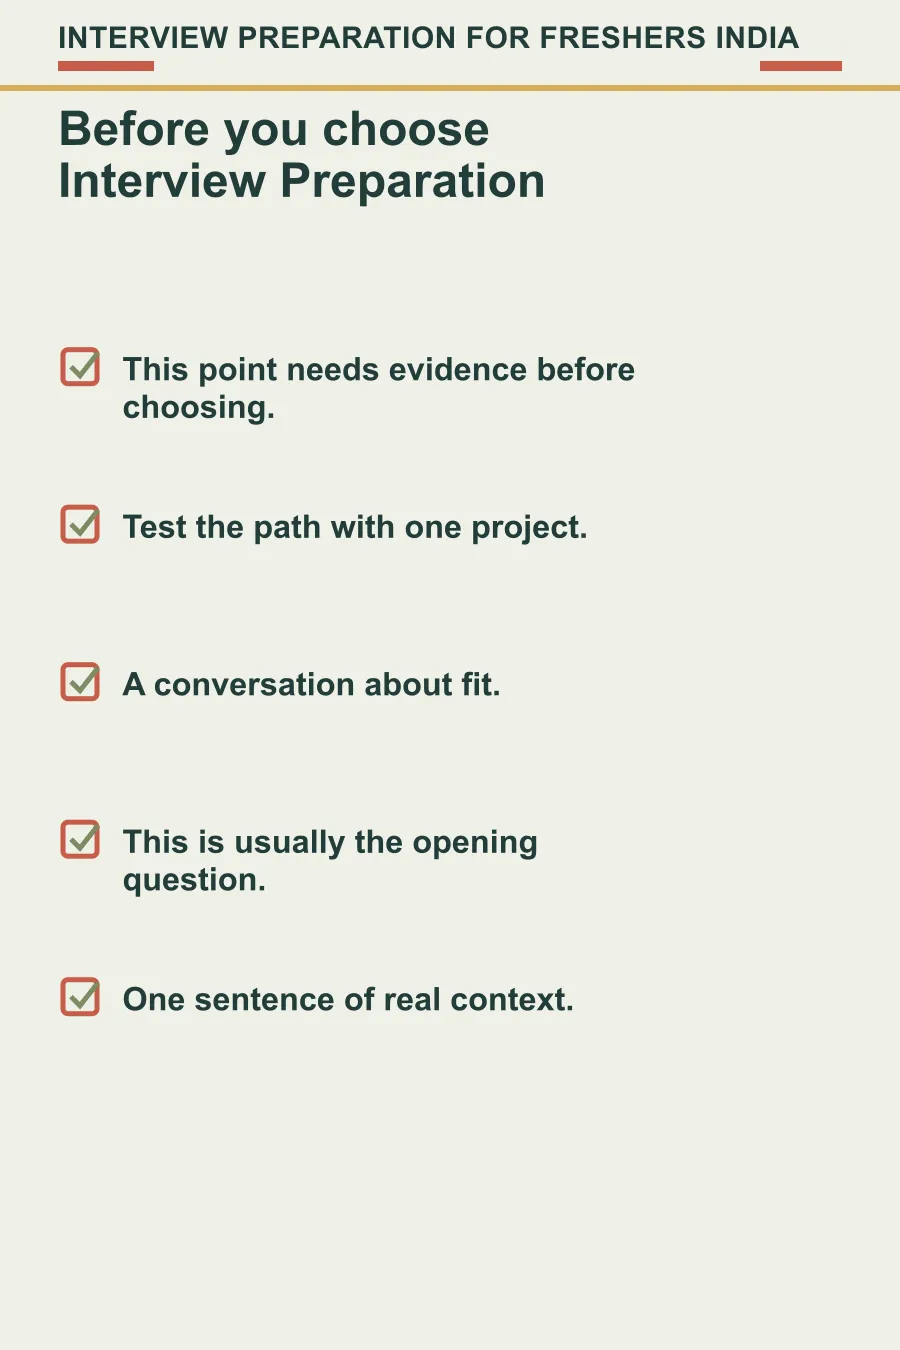 INTERVIEW PREPARATION FOR FRESHERS INDIA
Before you choose
Interview Preparation
This point needs evidence before
choosing.
Test the path with one project.
A conversation about fit.
This is usually the opening
question.
One sentence of real context.